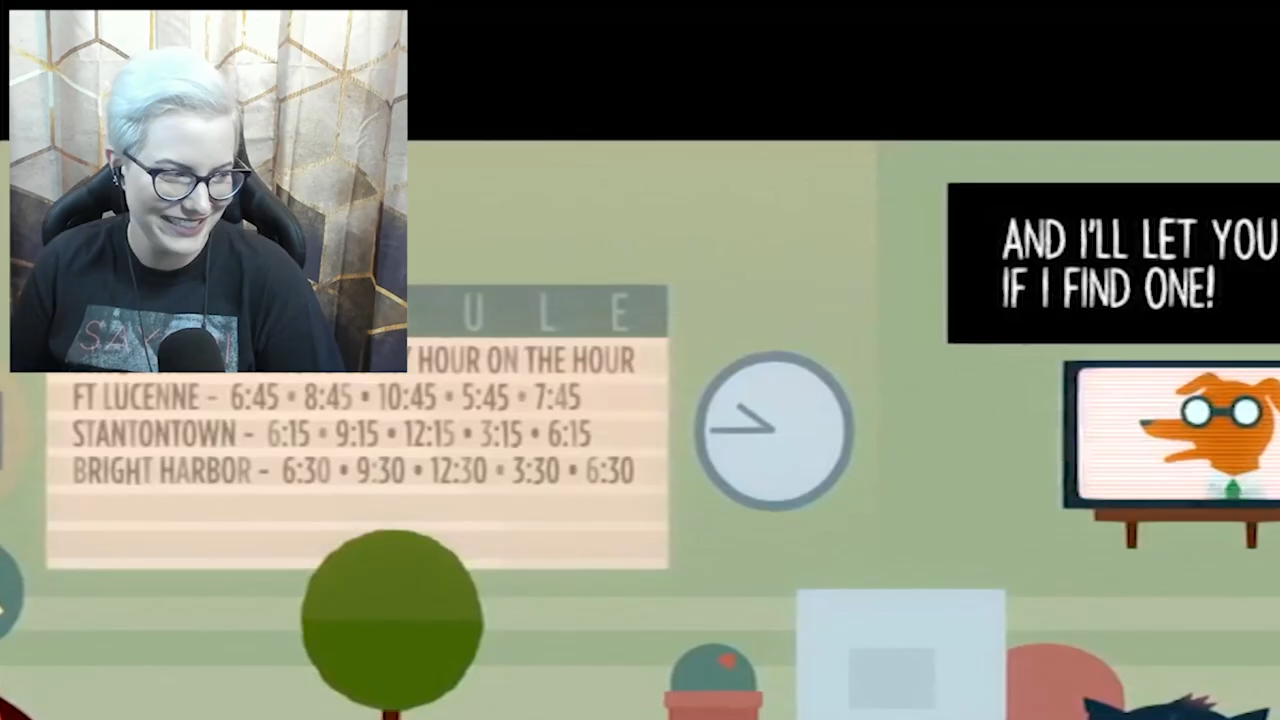 SAY
U L E
HOUR ON THE HOUR
FT LUCENNE - 6:45 • 8:45 • 10:45 • 5:45 • 7:45
STANTONTOWN - 6:15 • 9:15 • 12:15 • 3:15 • 6:15
BRIGHT HARBOR - 6:30 • 9:30 • 12:30 • 3:30 • 6:30
AND I'LL LET YOU
IF I FIND ONE!